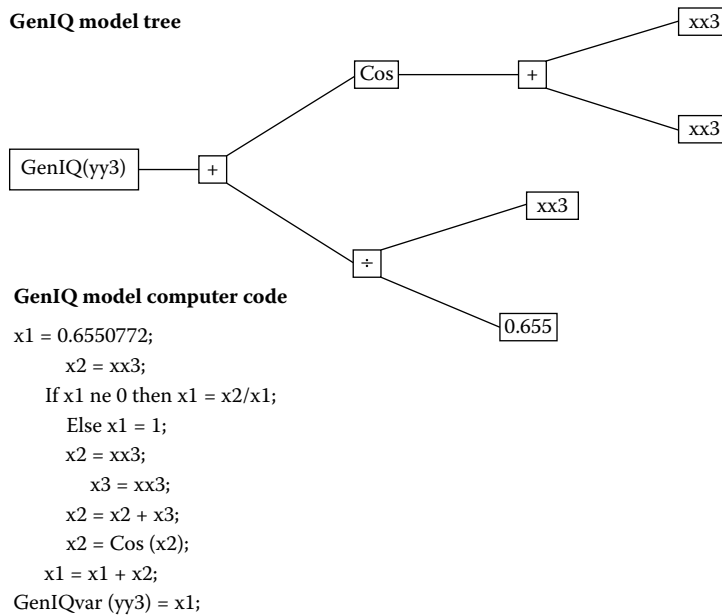 GenIQ model tree
xx3
Cos
+
xx3
GenIQ(yy3)
+
xx3
÷
0.655
GenIQ model computer code
x1 = 0.6550772;
x2 = xx3;
If x1 ne 0 then x1 = x2/x1;
Else x1 = 1;
x2 = xx3;
x3 = xx3;
x2 = x2 + x3;
x2 = Cos (x2);
x1 = x1 + x2;
GenIQvar (yy3) = x1;